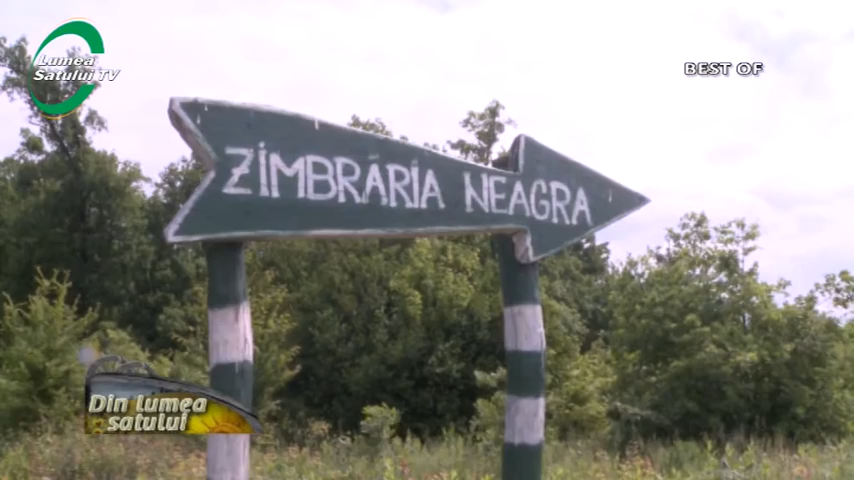 Lumea
Satului TV
BEST OF
ZIMBRĂRIA NEAGRA
Din lumea
satului